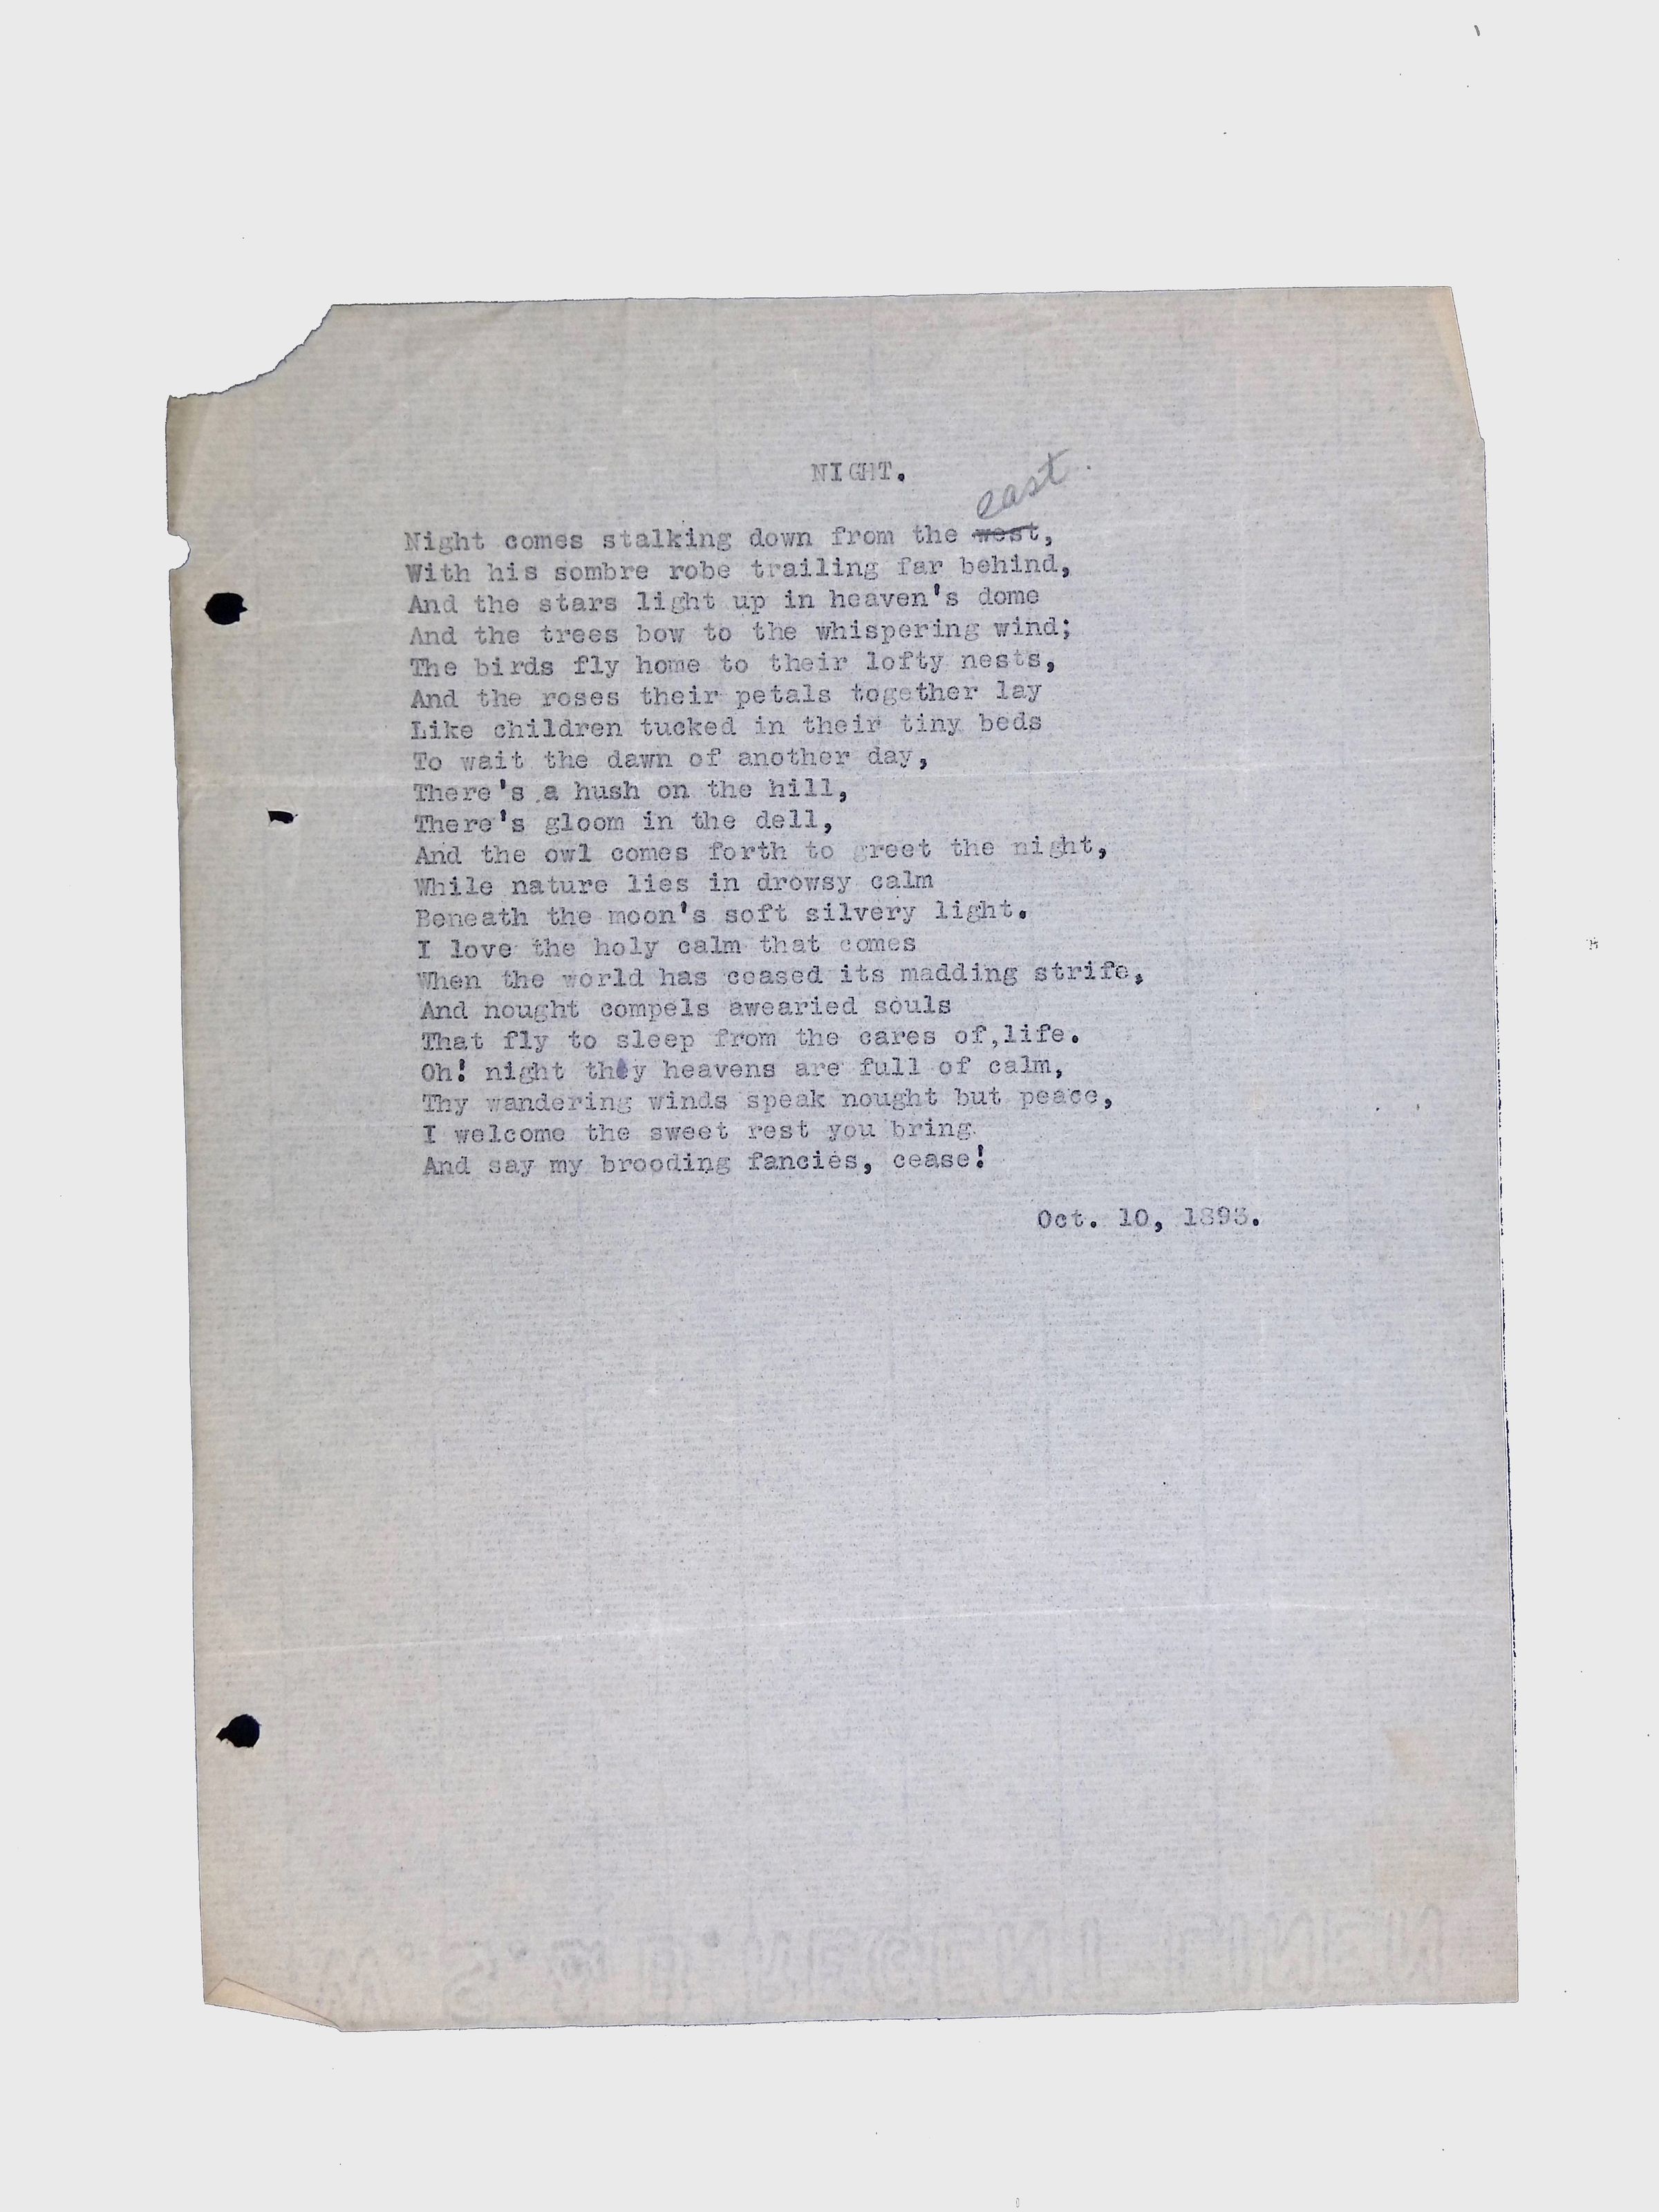 NIGHT.
east.
Night comes stalking down from the west,
With his sombre robe trailing far behind,
And the stars light up in heaven's dome
And the trees bow to the whispering wind;
The birds fly home to their lofty nests,
And the roses their petals together lay
Like children tucked in their tiny beds
To wait the dawn of another day,
There's a hush on the hill,
There's gloom in the dell,
And the owl comes forth to greet the night,
While nature lies in drowsy calm
Beneath the moon's soft silvery light.
I love the holy calm that comes
When the world has ceased its madding strife,
And nought compels awearied souls
That fly to sleep from the cares of,life.
Oh! night thy heavens are full of calm,
Thy wandering winds speak nought but peace,
I welcome the sweet rest you bring
And say my brooding fancies, cease!
Oct. 10, 1893.
W. S. & B. REGENT LINEN